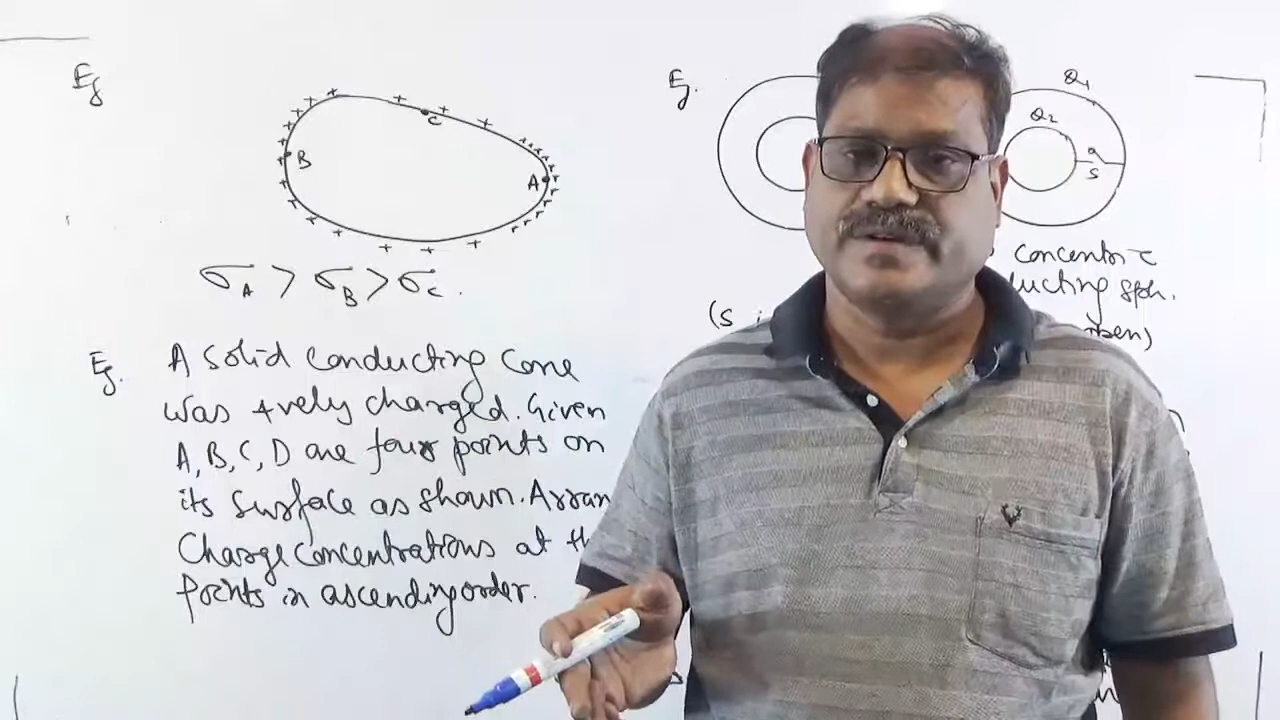 Eg
C
B
A
σA > σB > σC.
Eg. A Solid Conducting Cone
was +vely charged. Given
A, B, C, D are four points on
its surface as shown. Arran
Charge concentrations at th
Points in ascending order.
Eg.
Q1
Q2
a
S
concentric
ducting sph.
(S i